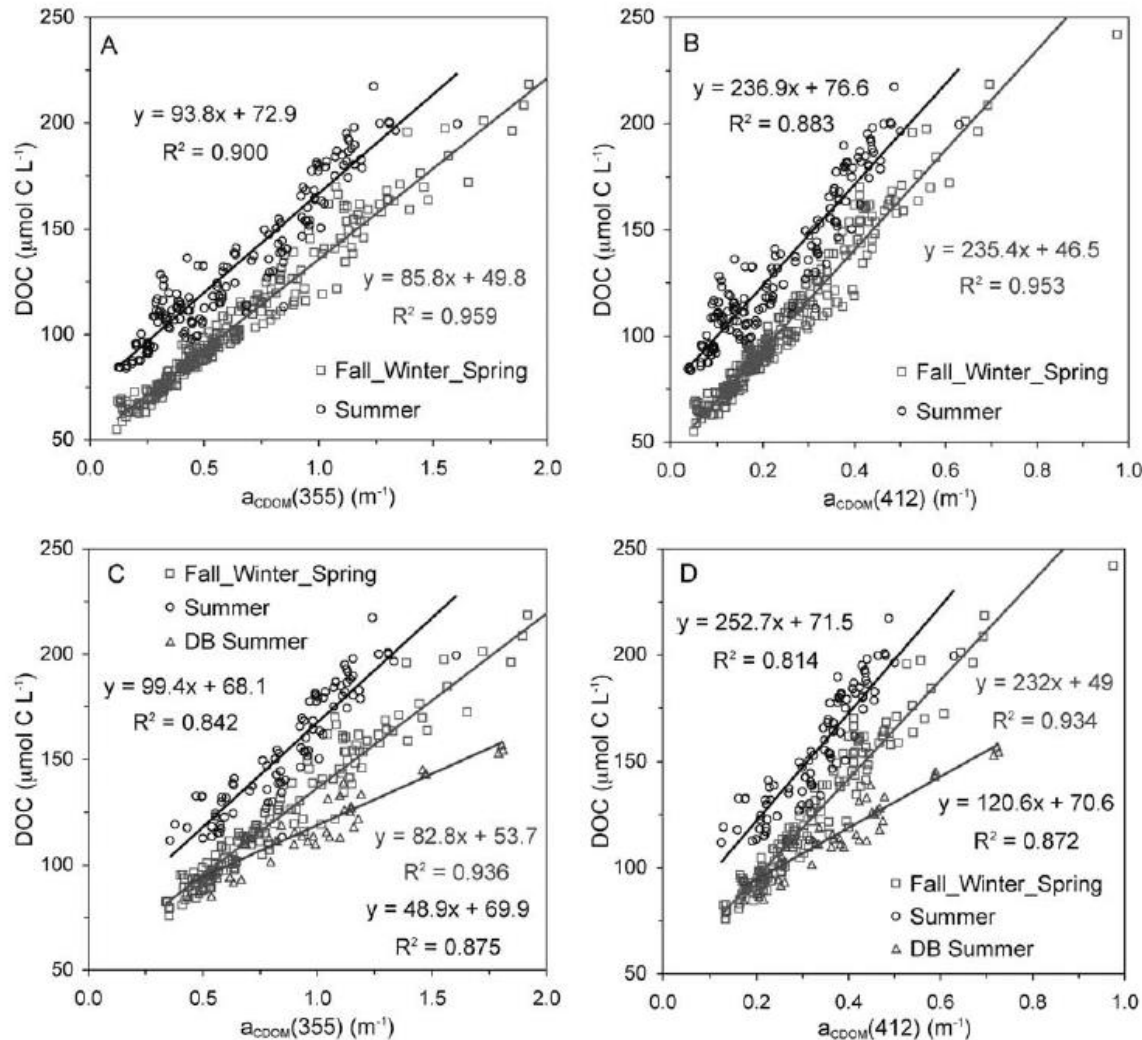 A
250
200
150
100
50
DOC (μmol C L⁻¹)
y = 93.8x + 72.9
R² = 0.900
y = 85.8x + 49.8
R² = 0.959
Fall_Winter_Spring
Summer
0.0 0.5 1.0 1.5 2.0
aCDOM(355) (m⁻¹)
B
250
200
150
100
50
DOC (μmol C L⁻¹)
y = 236.9x + 76.6
R² = 0.883
y = 235.4x + 46.5
R² = 0.953
Fall_Winter_Spring
Summer
0.0 0.2 0.4 0.6 0.8 1.0
aCDOM(412) (m⁻¹)
C
250
200
150
100
50
DOC (μmol C L⁻¹)
Fall_Winter_Spring
Summer
DB Summer
y = 99.4x + 68.1
R² = 0.842
y = 82.8x + 53.7
R² = 0.936
y = 48.9x + 69.9
R² = 0.875
0.0 0.5 1.0 1.5 2.0
aCDOM(355) (m⁻¹)
D
250
200
150
100
50
DOC (μmol C L⁻¹)
y = 252.7x + 71.5
R² = 0.814
y = 232x + 49
R² = 0.934
y = 120.6x + 70.6
R² = 0.872
Fall_Winter_Spring
Summer
DB Summer
0.0 0.2 0.4 0.6 0.8 1.0
aCDOM(412) (m⁻¹)